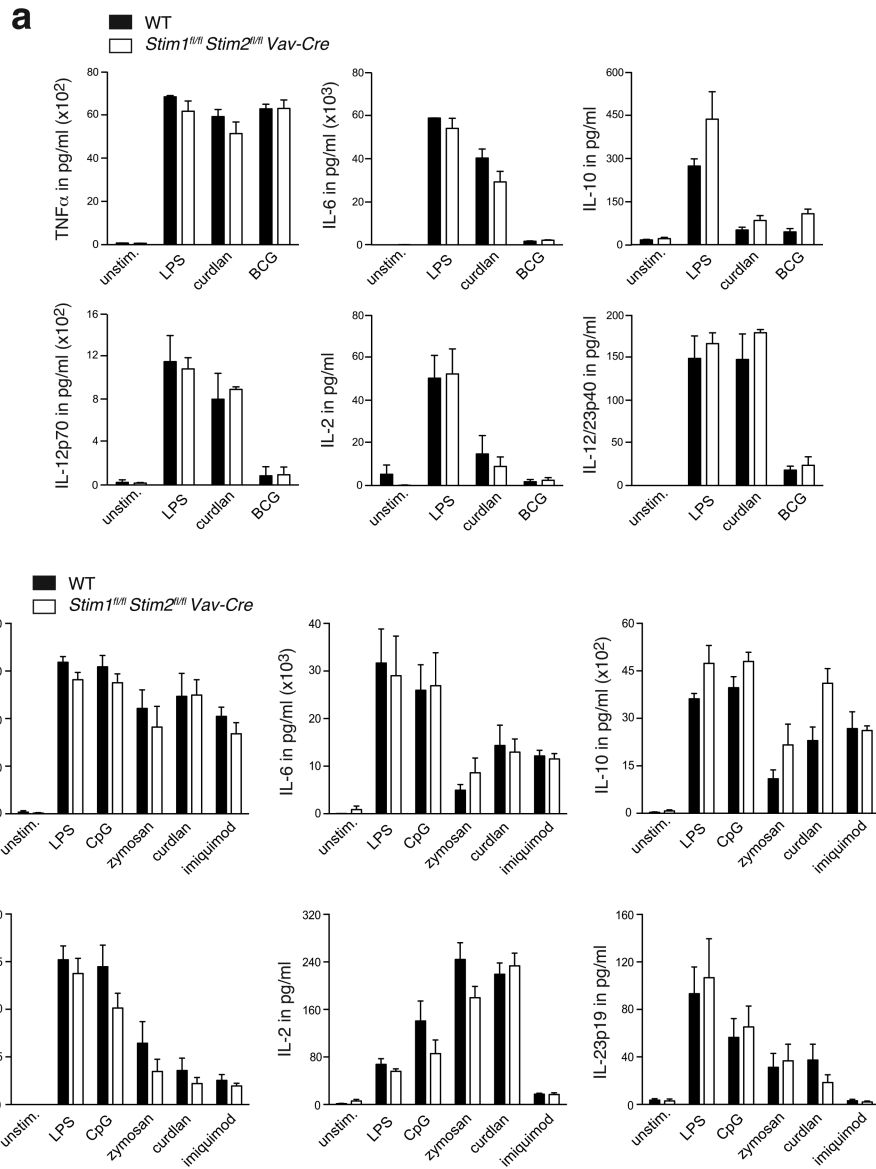 a
WT
Stim1fl/fl Stim2fl/fl Vav-Cre
TNFα in pg/ml (x10²)
80
60
40
20
0
unstim.
LPS
curdlan
BCG
IL-6 in pg/ml (x10³)
80
60
40
20
0
unstim.
LPS
curdlan
BCG
IL-10 in pg/ml
600
450
300
150
0
unstim.
LPS
curdlan
BCG
IL-12p70 in pg/ml (x10²)
16
12
8
4
0
unstim.
LPS
curdlan
BCG
IL-2 in pg/ml
80
60
40
20
0
unstim.
LPS
curdlan
BCG
IL-12/23p40 in pg/ml
200
150
100
50
0
unstim.
LPS
curdlan
BCG
WT
Stim1fl/fl Stim2fl/fl Vav-Cre
unstim.
LPS
CpG
zymosan
curdlan
imiquimod
IL-6 in pg/ml (x10³)
40
30
20
10
0
unstim.
LPS
CpG
zymosan
curdlan
imiquimod
IL-10 in pg/ml (x10²)
60
45
30
15
0
unstim.
LPS
CpG
zymosan
curdlan
imiquimod
unstim.
LPS
CpG
zymosan
curdlan
imiquimod
IL-2 in pg/ml
320
240
160
80
0
unstim.
LPS
CpG
zymosan
curdlan
imiquimod
IL-23p19 in pg/ml
160
120
80
40
0
unstim.
LPS
CpG
zymosan
curdlan
imiquimod